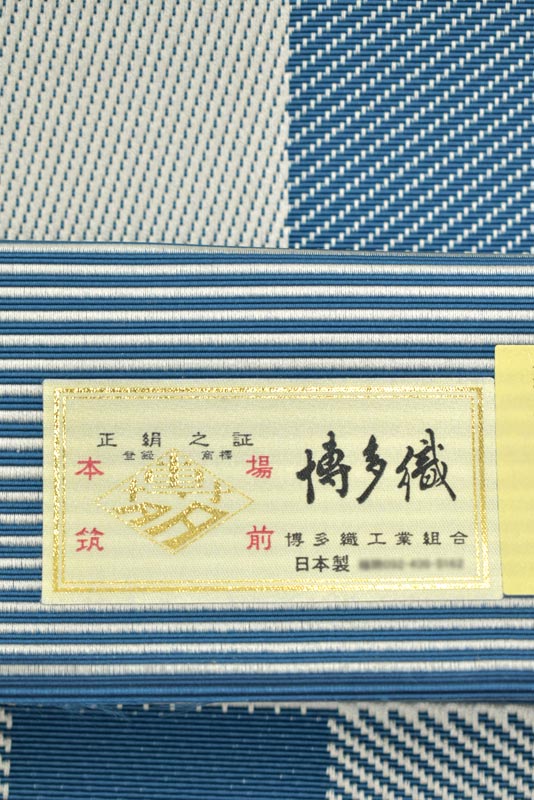 正絹之証
登録 商標
本場
筑前
博多織
博多織工業組合
日本製